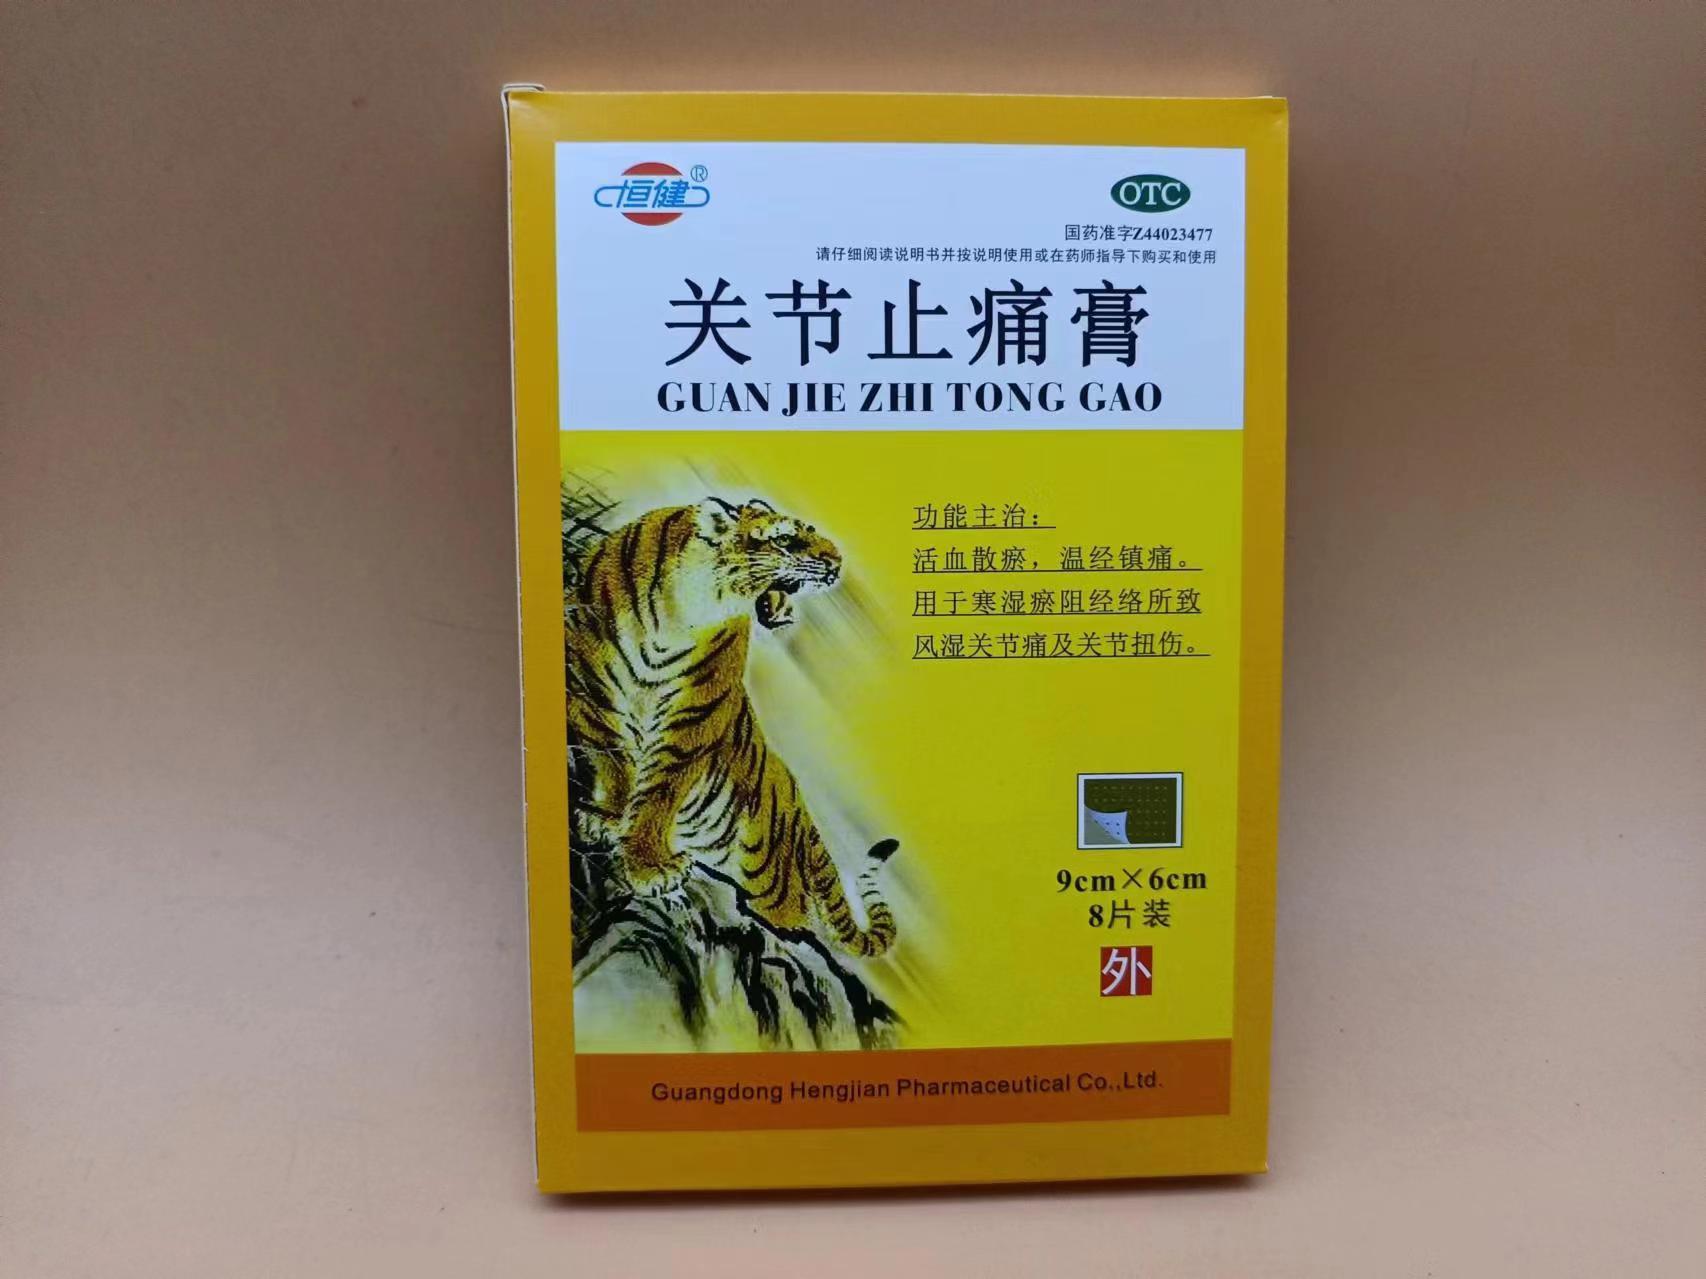 恒健®
OTC
国药准字Z44023477
请仔细阅读说明书并按说明使用或在药师指导下购买和使用
关节止痛膏
GUAN JIE ZHI TONG GAO
功能主治：
活血散瘀，温经镇痛。
用于寒湿瘀阻经络所致
风湿关节痛及关节扭伤。
9cm×6cm
8片装
外
Guangdong Hengjian Pharmaceutical Co.,Ltd.